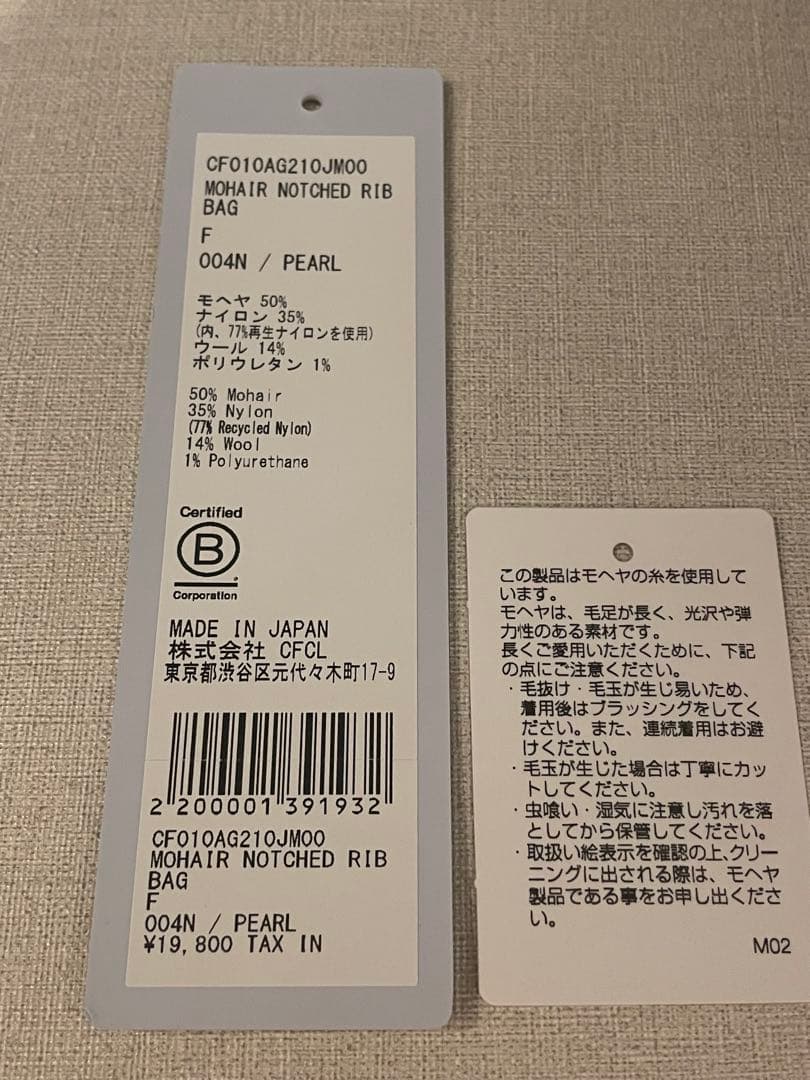 CF010AG210JM00
MOHAIR NOTCHED RIB
BAG
F
004N / PEARL
モヘヤ 50%
ナイロン 35%
(内、77%再生ナイロンを使用)
ウール 14%
ポリウレタン 1%
50% Mohair
35% Nylon
(77% Recycled Nylon)
14% Wool
1% Polyurethane
Certified
B
Corporation
MADE IN JAPAN
株式会社 CFCL
東京都渋谷区元代々木町17-9
2 200001 391932
CF010AG210JM00
MOHAIR NOTCHED RIB
BAG
F
004N / PEARL
¥19,800 TAX IN
この製品はモヘヤの糸を使用して
います。
モヘヤは、毛足が長く、光沢や弾
力性のある素材です。
長くご愛用いただくために、下記
の点にご注意ください。
・毛抜け・毛玉が生じ易いため、
着用後はブラッシングをしてく
ださい。また、連続着用はお避
けください。
・毛玉が生じた場合は丁寧にカッ
トしてください。
・虫喰い・湿気に注意し汚れを落
としてから保管してください。
・取扱い絵表示を確認の上、クリー
ニングに出される際は、モヘヤ
製品である事をお申し出くださ
い。
M02